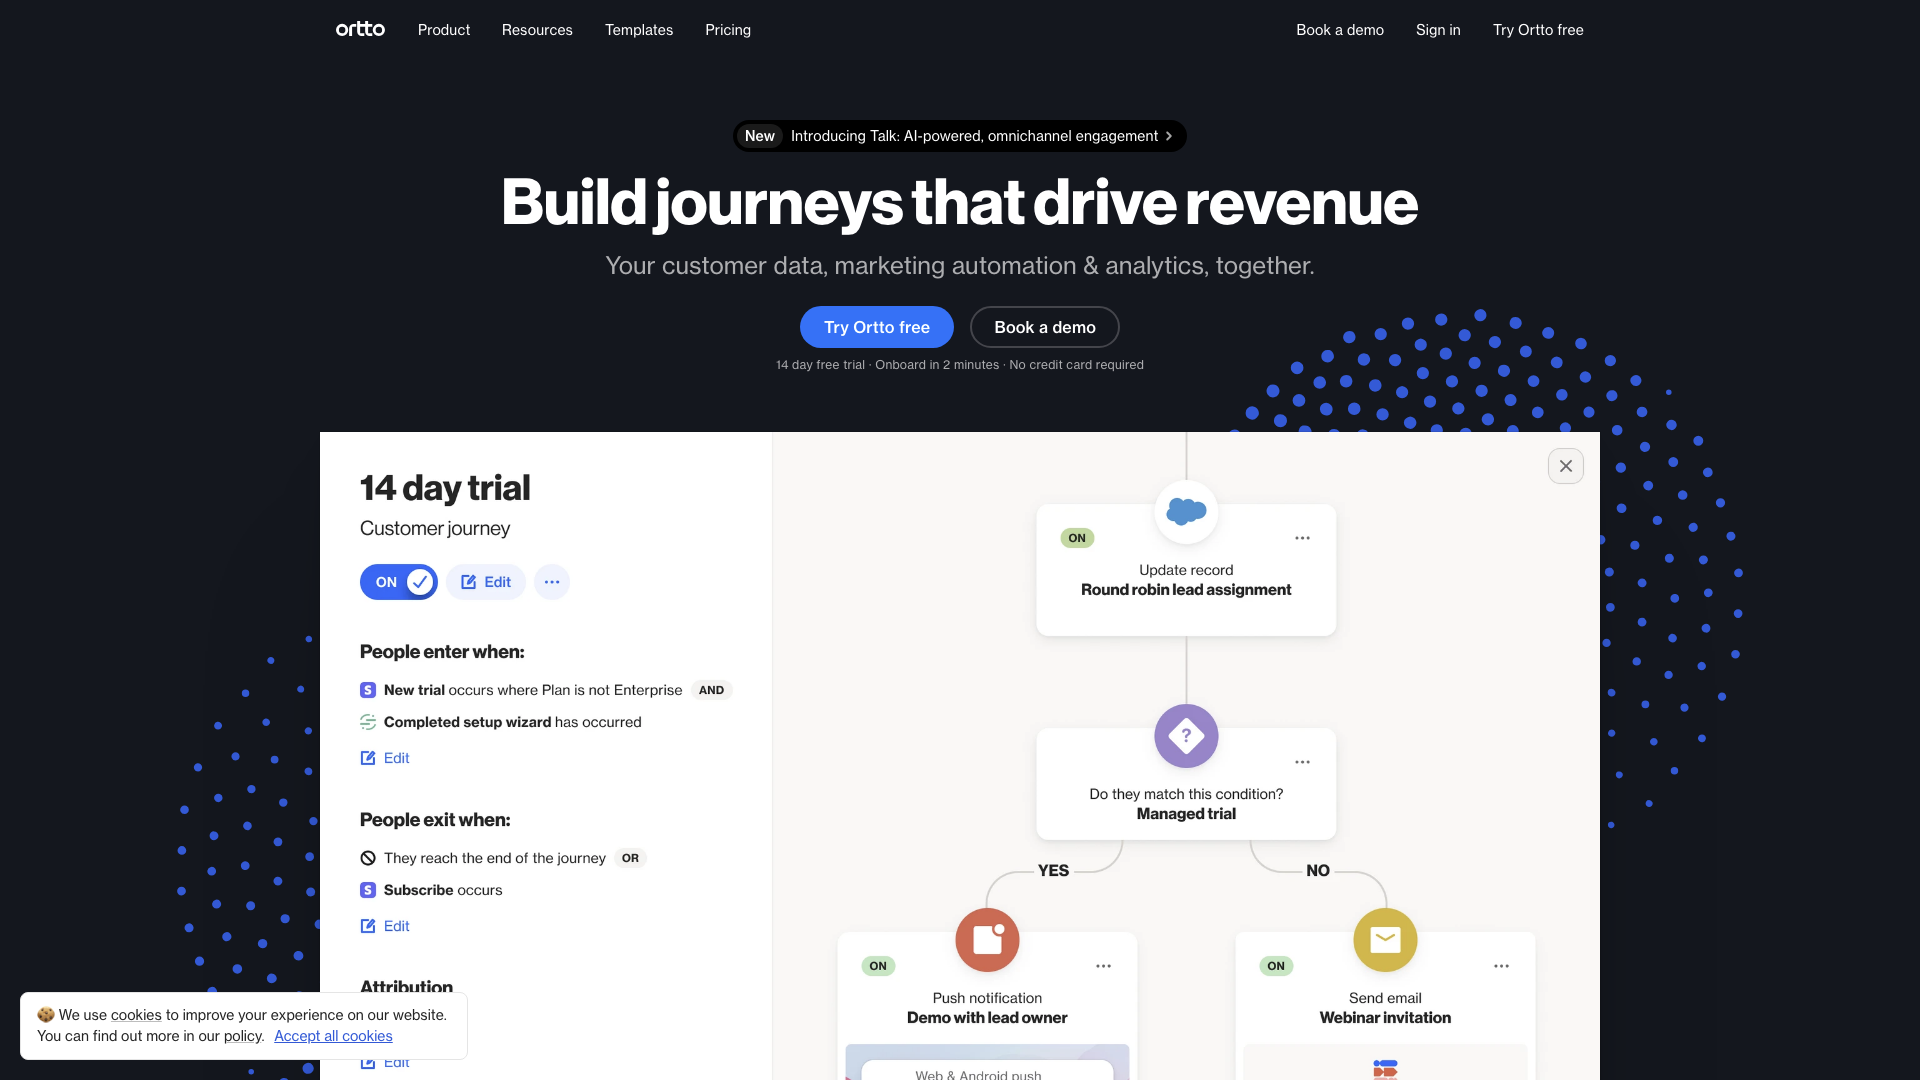 ortto
Product
Resources
Templates
Pricing
Book a demo
Sign in
Try Ortto free
New Introducing Talk: AI-powered, omnichannel engagement
Build journeys that drive revenue
Your customer data, marketing automation & analytics, together.
Try Ortto free
Book a demo
14 day free trial · Onboard in 2 minutes · No credit card required
14 day trial
Customer journey
ON
Edit
People enter when:
S New trial occurs where Plan is not Enterprise AND
Completed setup wizard has occurred
Edit
People exit when:
They reach the end of the journey OR
S Subscribe occurs
Edit
Attribution
Edit
ON
Update record
Round robin lead assignment
?
Do they match this condition?
Managed trial
YES
NO
ON
Push notification
Demo with lead owner
Web & Android push
ON
Send email
Webinar invitation
We use cookies to improve your experience on our website.
You can find out more in our policy. Accept all cookies